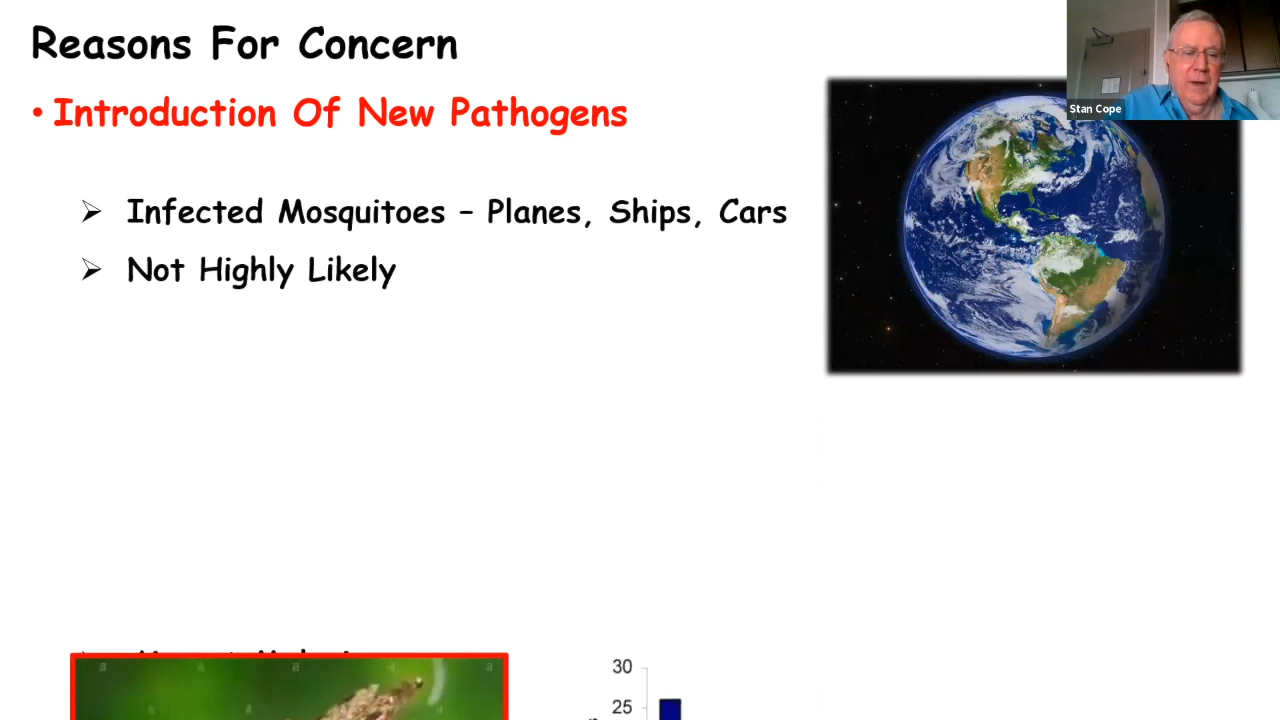 Reasons For Concern
• Introduction Of New Pathogens
Stan Cope
➢ Infected Mosquitoes – Planes, Ships, Cars
➢ Not Highly Likely
30
25